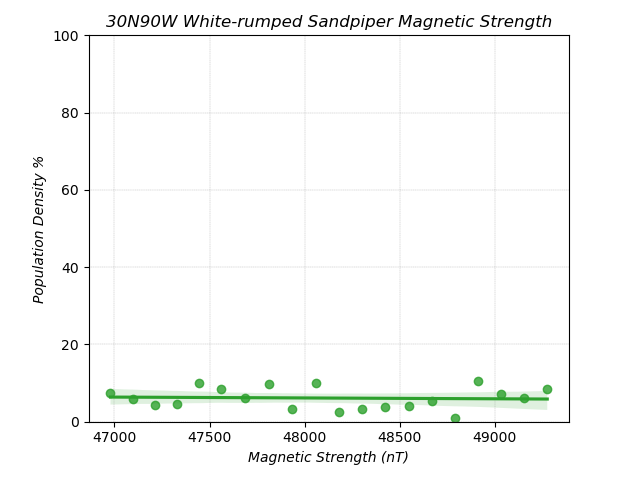 30N90W White-rumped Sandpiper Magnetic Strength
100
80
60
40
20
0
Population Density %
47000 47500 48000 48500 49000
Magnetic Strength (nT)